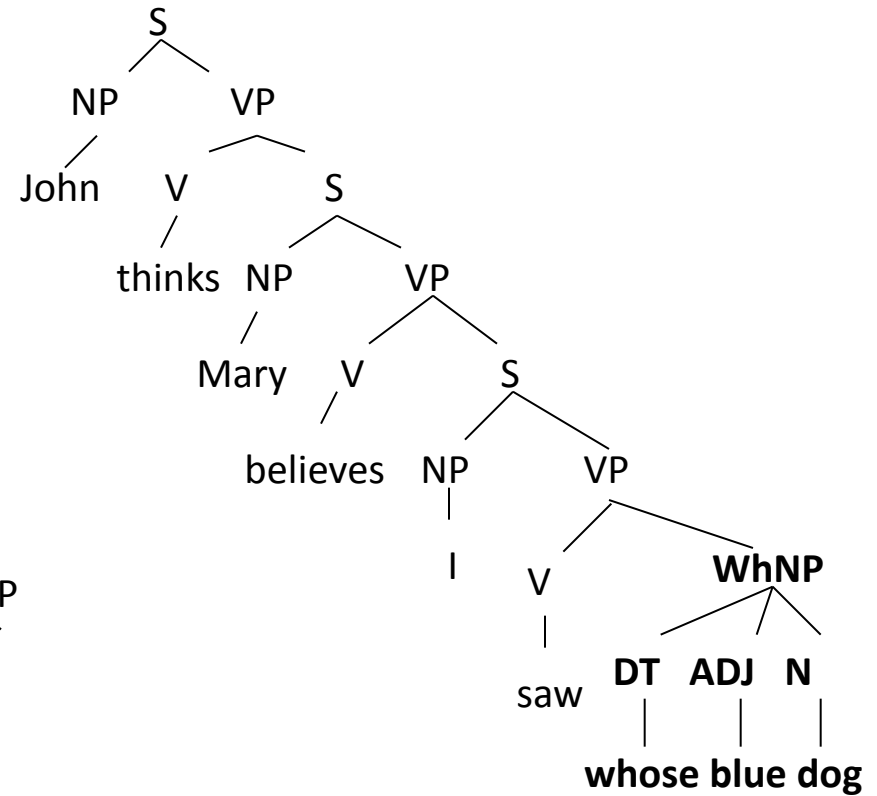 S
NP VP
John V S
thinks NP VP
Mary V S
believes NP VP
I V WhNP
P
saw DT ADJ N
whose blue dog